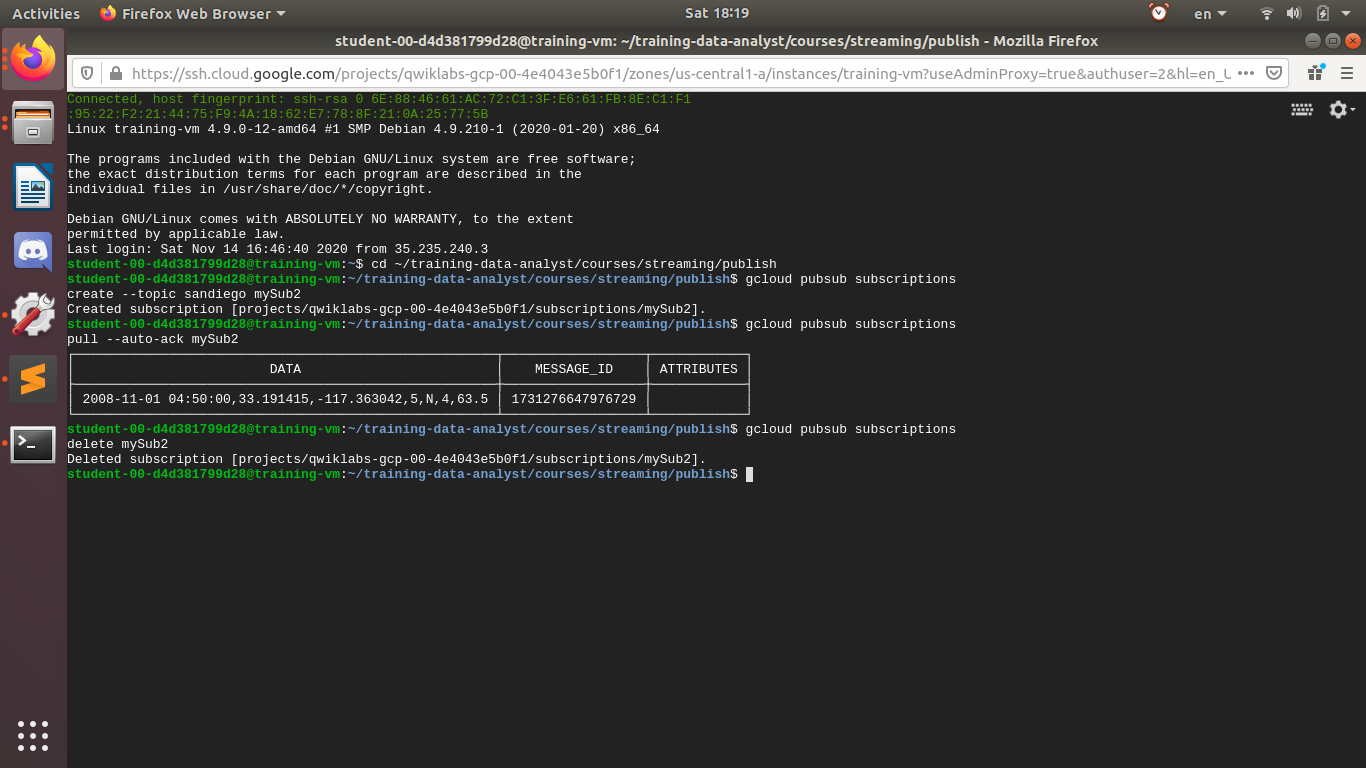 Activities Firefox Web Browser Sat 18:19 en
student-00-d4d381799d28@training-vm: ~/training-data-analyst/courses/streaming/publish - Mozilla Firefox
https://ssh.cloud.google.com/projects/qwiklabs-gcp-00-4e4043e5b0f1/zones/us-central1-a/instances/training-vm?useAdminProxy=true&authuser=2&hl=en_U
Connected, host fingerprint: ssh-rsa 0 6E:88:46:61:AC:72:C1:3F:E6:61:FB:8E:C1:F1
:95:22:F2:21:44:75:F9:4A:18:62:E7:78:8F:21:0A:25:77:5B
Linux training-vm 4.9.0-12-amd64 #1 SMP Debian 4.9.210-1 (2020-01-20) x86_64
The programs included with the Debian GNU/Linux system are free software;
the exact distribution terms for each program are described in the
individual files in /usr/share/doc/*/copyright.
Debian GNU/Linux comes with ABSOLUTELY NO WARRANTY, to the extent
permitted by applicable law.
Last login: Sat Nov 14 16:46:40 2020 from 35.235.240.3
student-00-d4d381799d28@training-vm:~$ cd ~/training-data-analyst/courses/streaming/publish
student-00-d4d381799d28@training-vm:~/training-data-analyst/courses/streaming/publish$ gcloud pubsub subscriptions
create --topic sandiego mySub2
Created subscription [projects/qwiklabs-gcp-00-4e4043e5b0f1/subscriptions/mySub2].
student-00-d4d381799d28@training-vm:~/training-data-analyst/courses/streaming/publish$ gcloud pubsub subscriptions
pull --auto-ack mySub2
DATA MESSAGE_ID ATTRIBUTES
2008-11-01 04:50:00,33.191415,-117.363042,5,N,4,63.5 1731276647976729
student-00-d4d381799d28@training-vm:~/training-data-analyst/courses/streaming/publish$ gcloud pubsub subscriptions
delete mySub2
Deleted subscription [projects/qwiklabs-gcp-00-4e4043e5b0f1/subscriptions/mySub2].
student-00-d4d381799d28@training-vm:~/training-data-analyst/courses/streaming/publish$